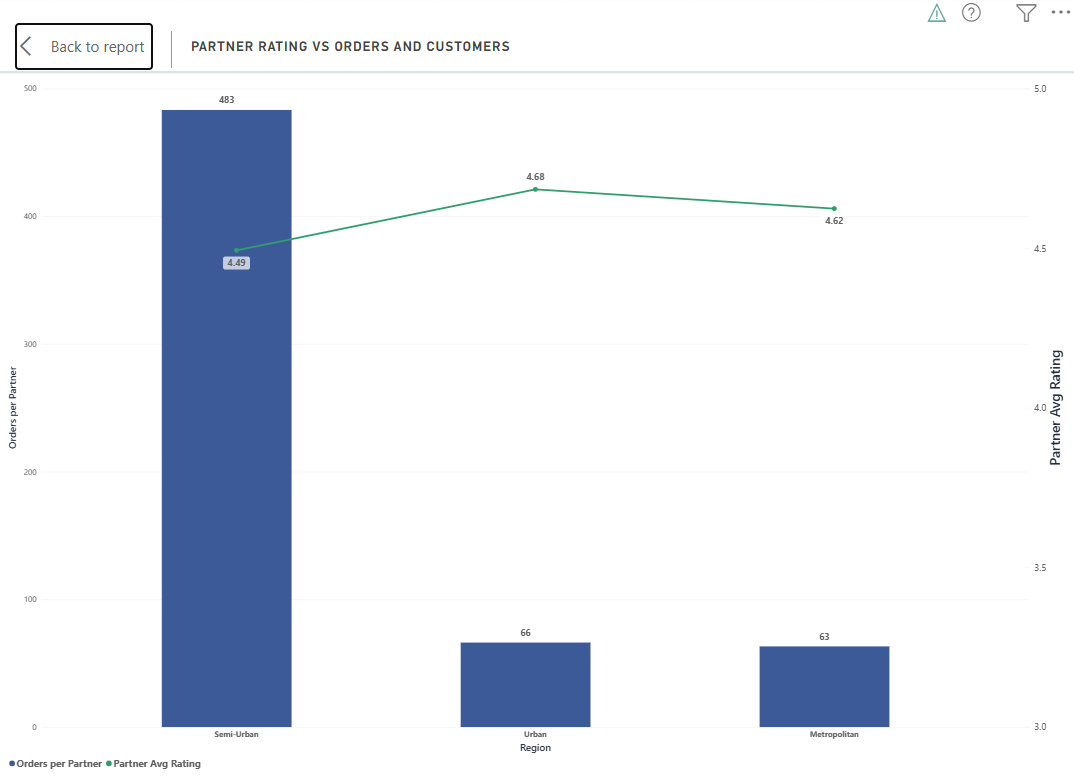 Back to report
PARTNER RATING VS ORDERS AND CUSTOMERS
500
5.0
483
4.68
400
4.62
4.5
4.49
300
Orders per Partner
4.0
Partner Avg Rating
200
3.5
100
66
63
0
3.0
Semi-Urban
Urban
Metropolitan
Region
Orders per Partner
Partner Avg Rating